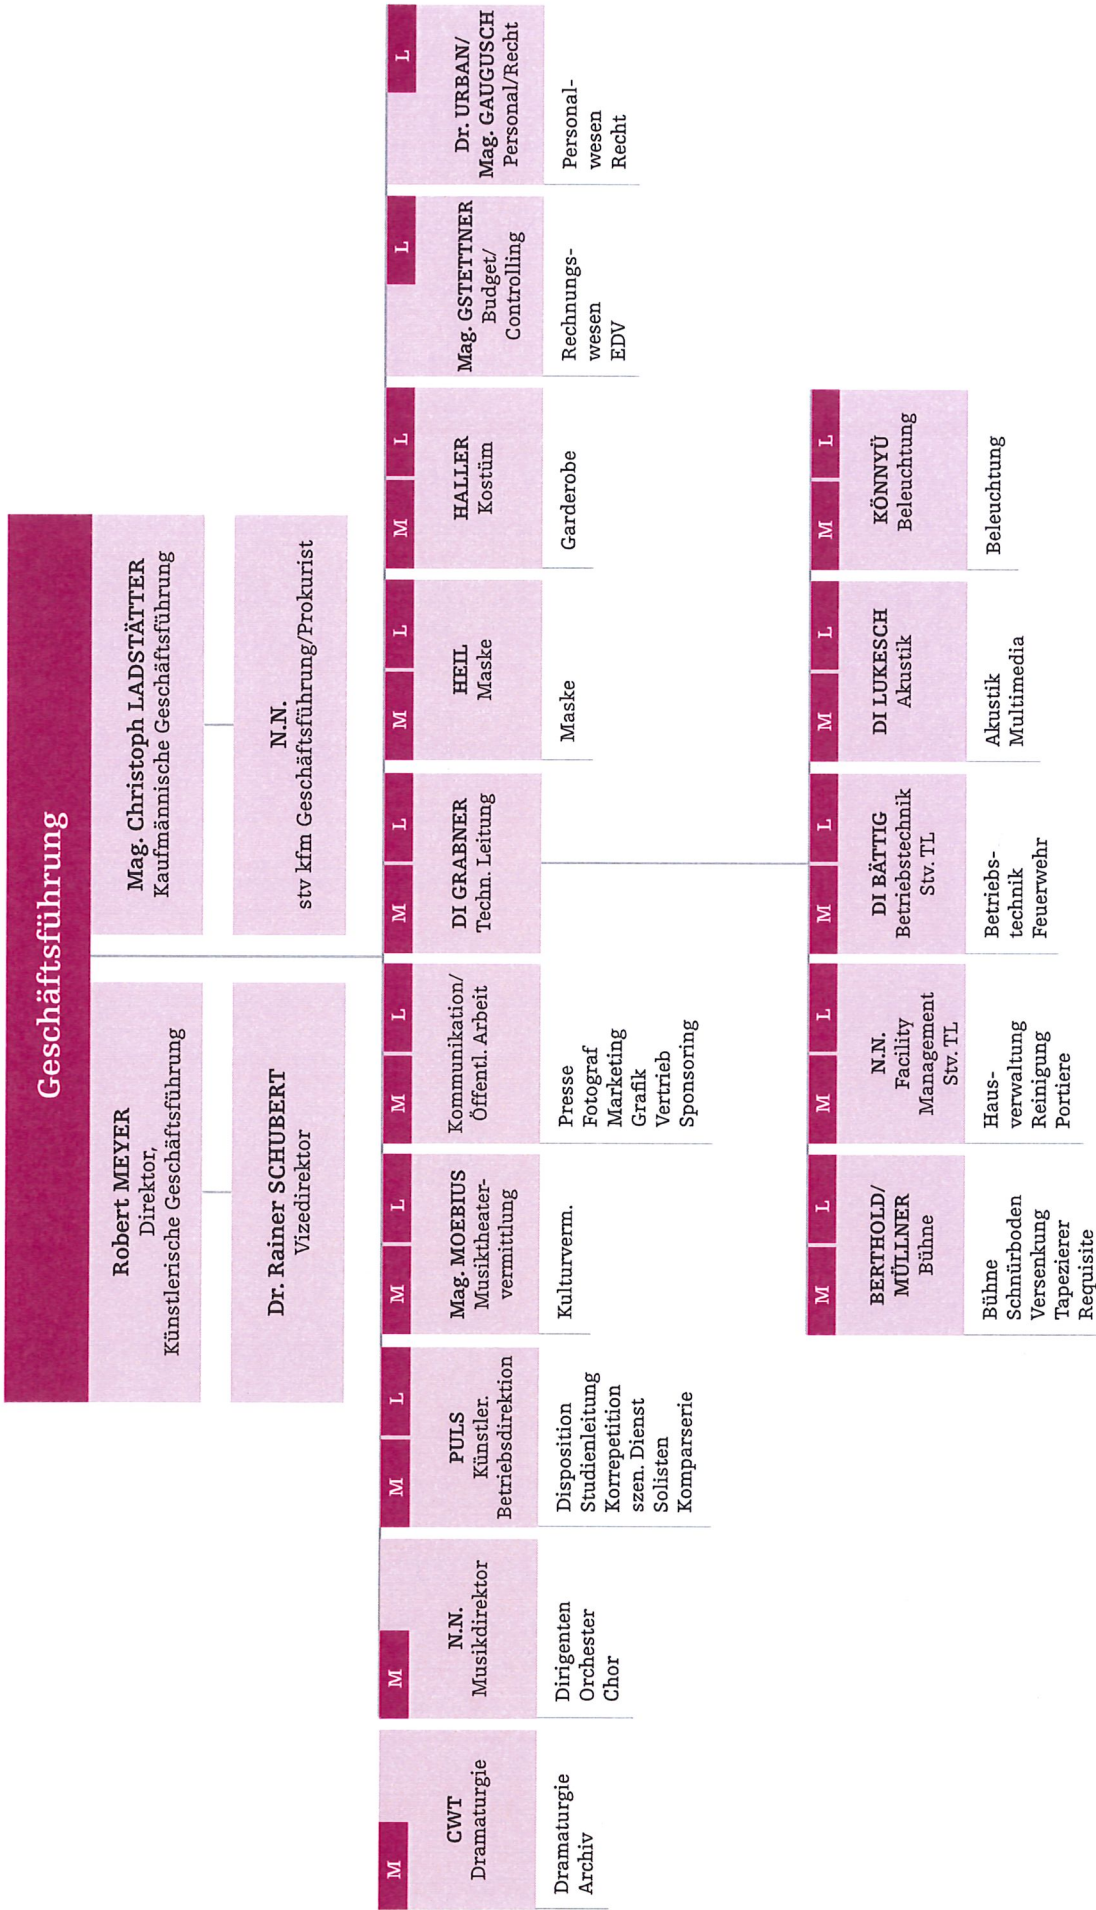 Geschäftsführung
Robert MEYER
Direktor,
Künstlerische Geschäftsführung
Mag. Christoph LADSTÄTTER
Kaufmännische Geschäftsführung
Dr. Rainer SCHUBERT
Vizedirektor
N.N.
stv kfm Geschäftsführung/Prokurist
M
CWT
Dramaturgie
Dramaturgie
Archiv
M
N.N.
Musikdirektor
Dirigenten
Orchester
Chor
M L
PULS
Künstler.
Betriebsdirektion
Disposition
Studienleitung
Korrepetition
szen. Dienst
Solisten
Komparserie
M L
Mag. MOEBIUS
Musiktheater-
vermittlung
Kulturverm.
M L
Kommunikation/
Öffentl. Arbeit
Presse
Fotograf
Marketing
Grafik
Vertrieb
Sponsoring
M L
DI GRABNER
Techn. Leitung
M L
HEIL
Maske
Maske
M L
HALLER
Kostüm
Garderobe
L
Mag. GSTETTNER
Budget/
Controlling
Rechnungs-
wesen
EDV
L
Dr. URBAN/
Mag. GAUGUSCH
Personal/Recht
Personal-
wesen
Recht
M L
BERTHOLD/
MÜLLNER
Bühne
Bühne
Schnürboden
Versenkung
Tapezierer
Requisite
M L
N.N.
Facility
Management
Stv. TL
Haus-
verwaltung
Reinigung
Portiere
M L
DI BÄTTIG
Betriebstechnik
Stv. TL
Betriebs-
technik
Feuerwehr
M L
DI LUKESCH
Akustik
Akustik
Multimedia
M L
KÖNNYÜ
Beleuchtung
Beleuchtung